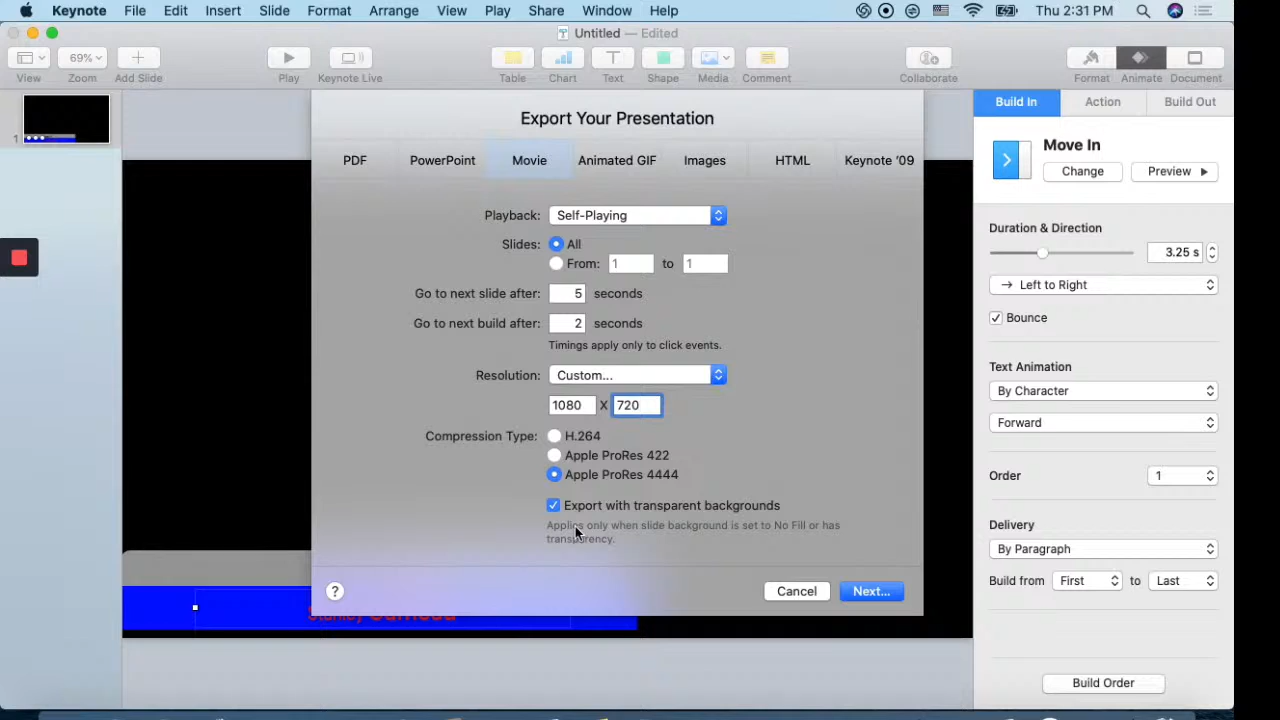 Keynote File Edit Insert Slide Format Arrange View Play Share Window Help Thu 2:31 PM
Untitled — Edited
69%
View Zoom Add Slide Play Keynote Live Table Chart Text Shape Media Comment Collaborate Format Animate Document
1
Export Your Presentation
PDF PowerPoint Movie Animated GIF Images HTML Keynote '09
Playback: Self-Playing
Slides: All
From: 1 to 1
Go to next slide after: 5 seconds
Go to next build after: 2 seconds
Timings apply only to click events.
Resolution: Custom...
1080 X 720
Compression Type: H.264
Apple ProRes 422
Apple ProRes 4444
Export with transparent backgrounds
Applies only when slide background is set to No Fill or has
transparency.
? Cancel Next...
Stanley
Build In Action Build Out
Move In
Change Preview
Duration & Direction
3.25 s
→ Left to Right
Bounce
Text Animation
By Character
Forward
Order 1
Delivery
By Paragraph
Build from First to Last
Build Order